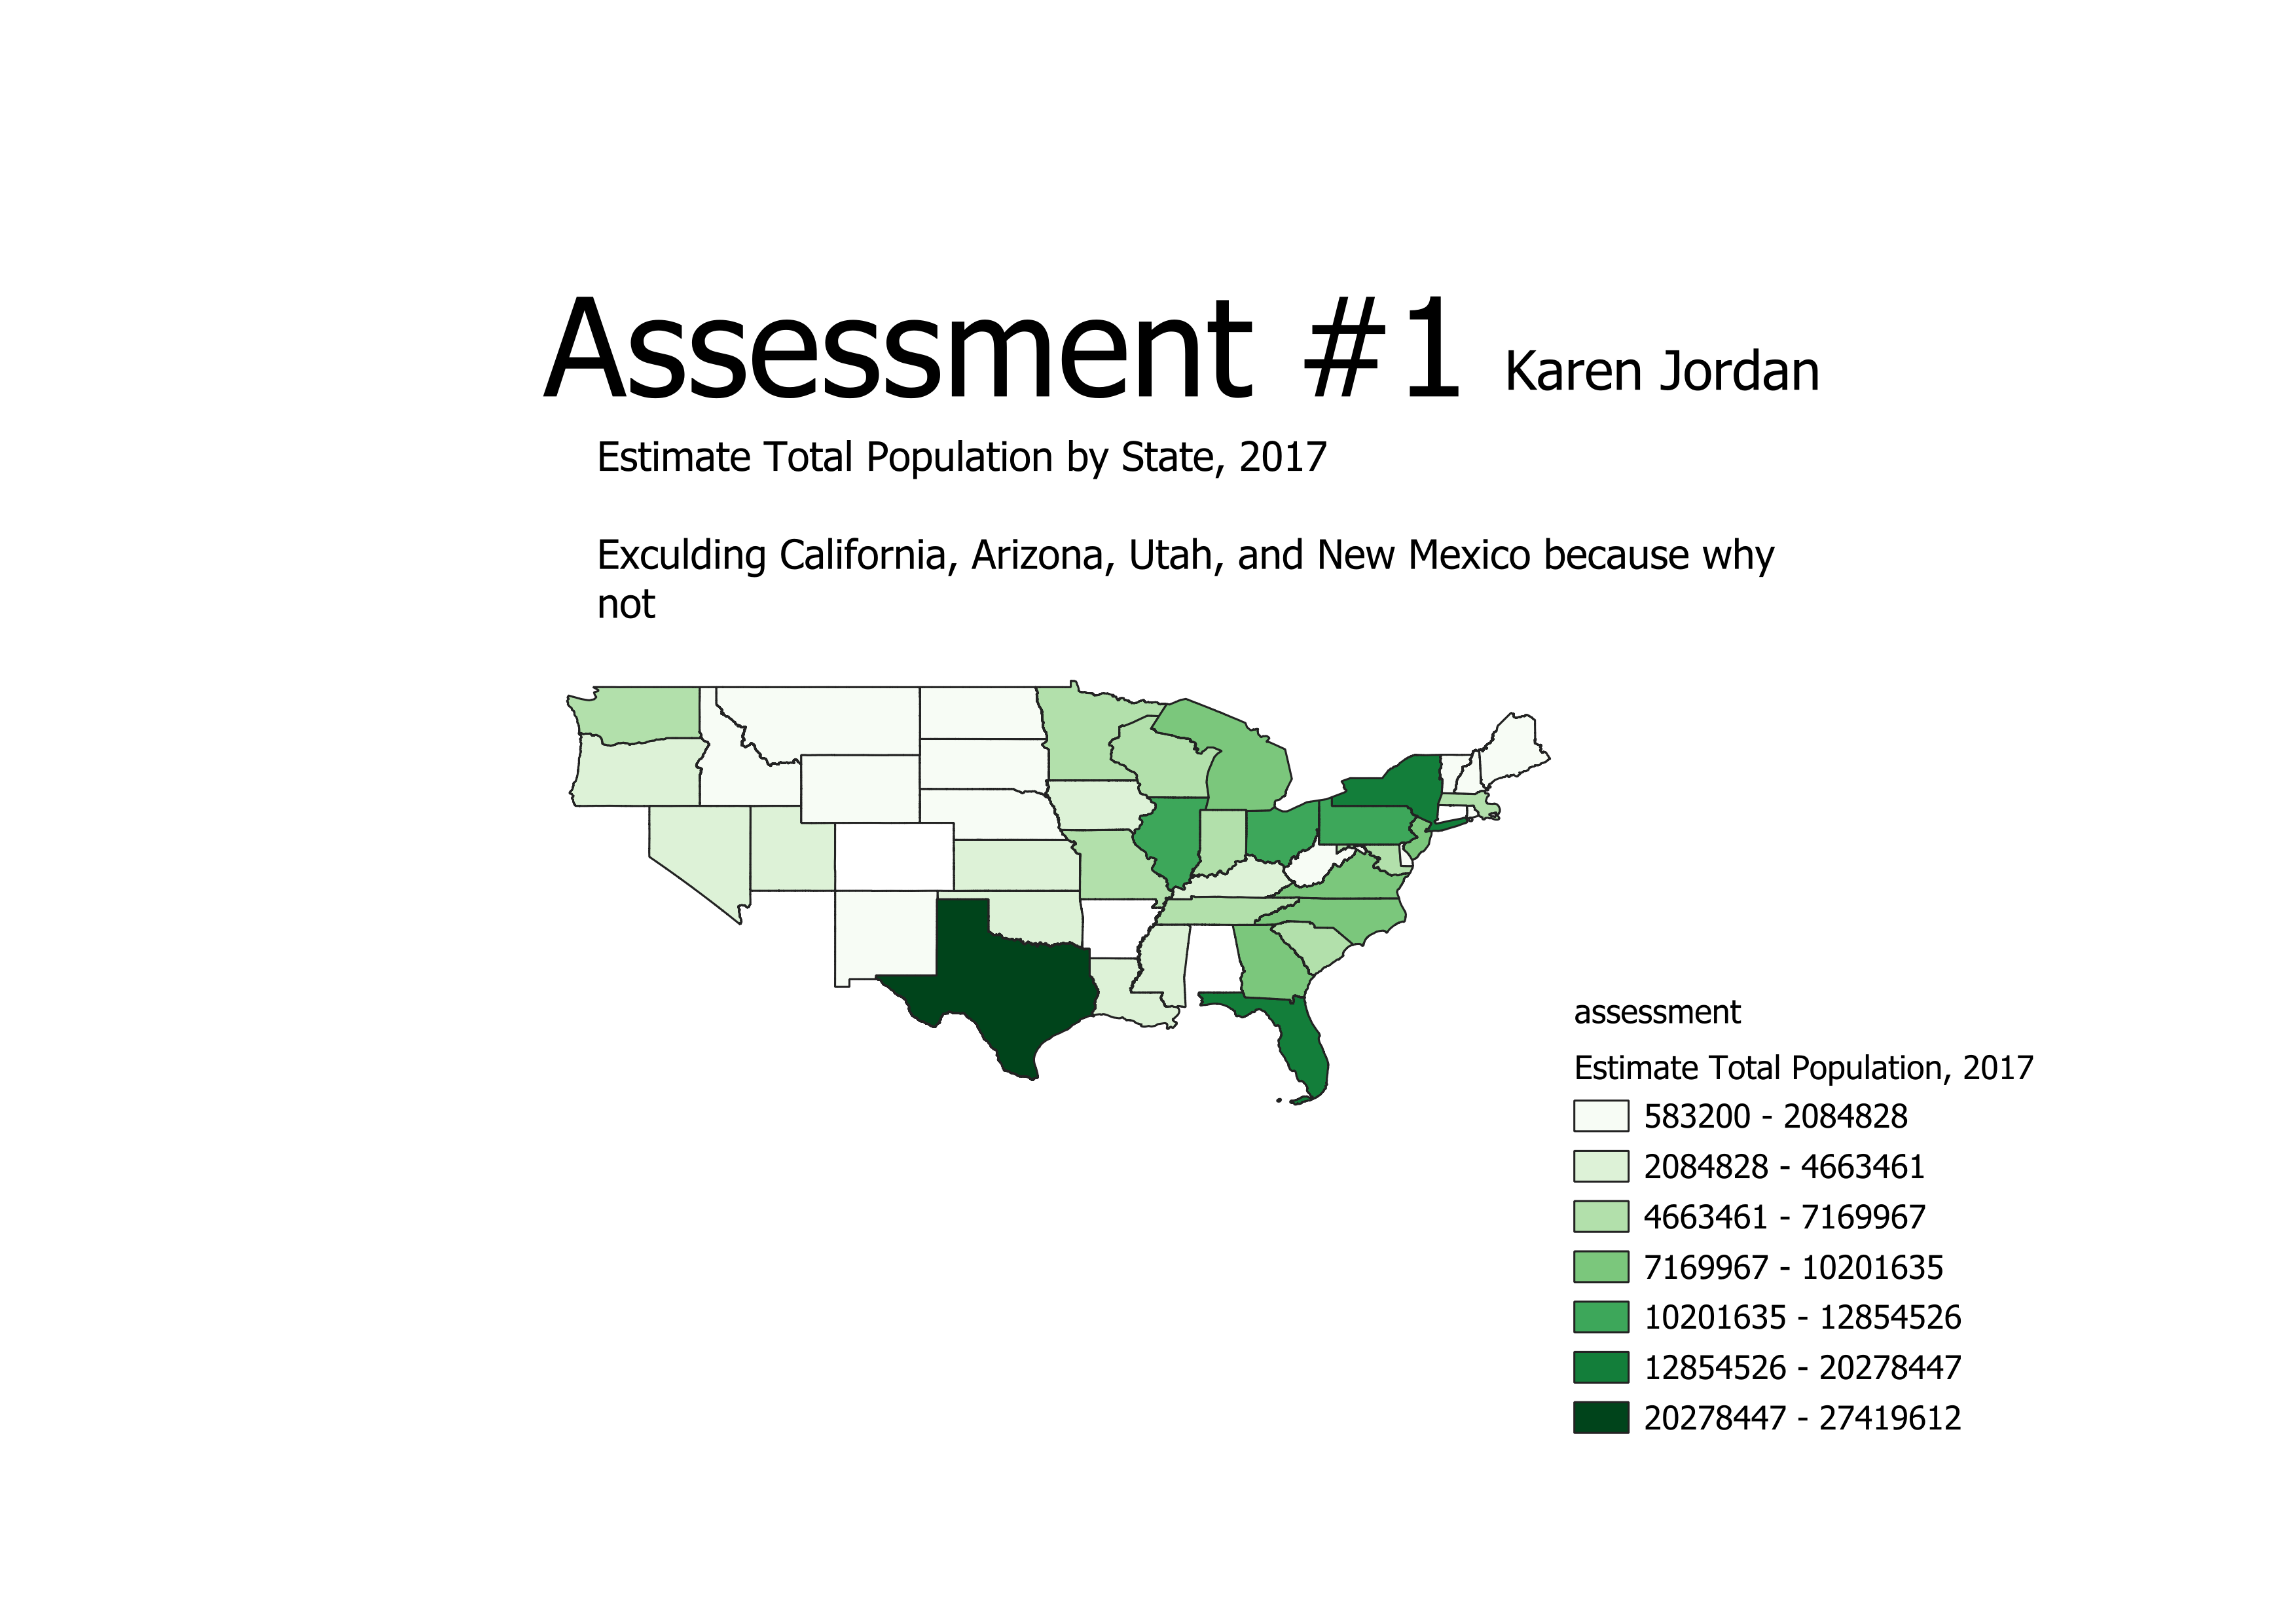 Assessment #1 Karen Jordan
Estimate Total Population by State, 2017
Exculding California, Arizona, Utah, and New Mexico because why
not
assessment
Estimate Total Population, 2017
583200 - 2084828
2084828 - 4663461
4663461 - 7169967
7169967 - 10201635
10201635 - 12854526
12854526 - 20278447
20278447 - 27419612